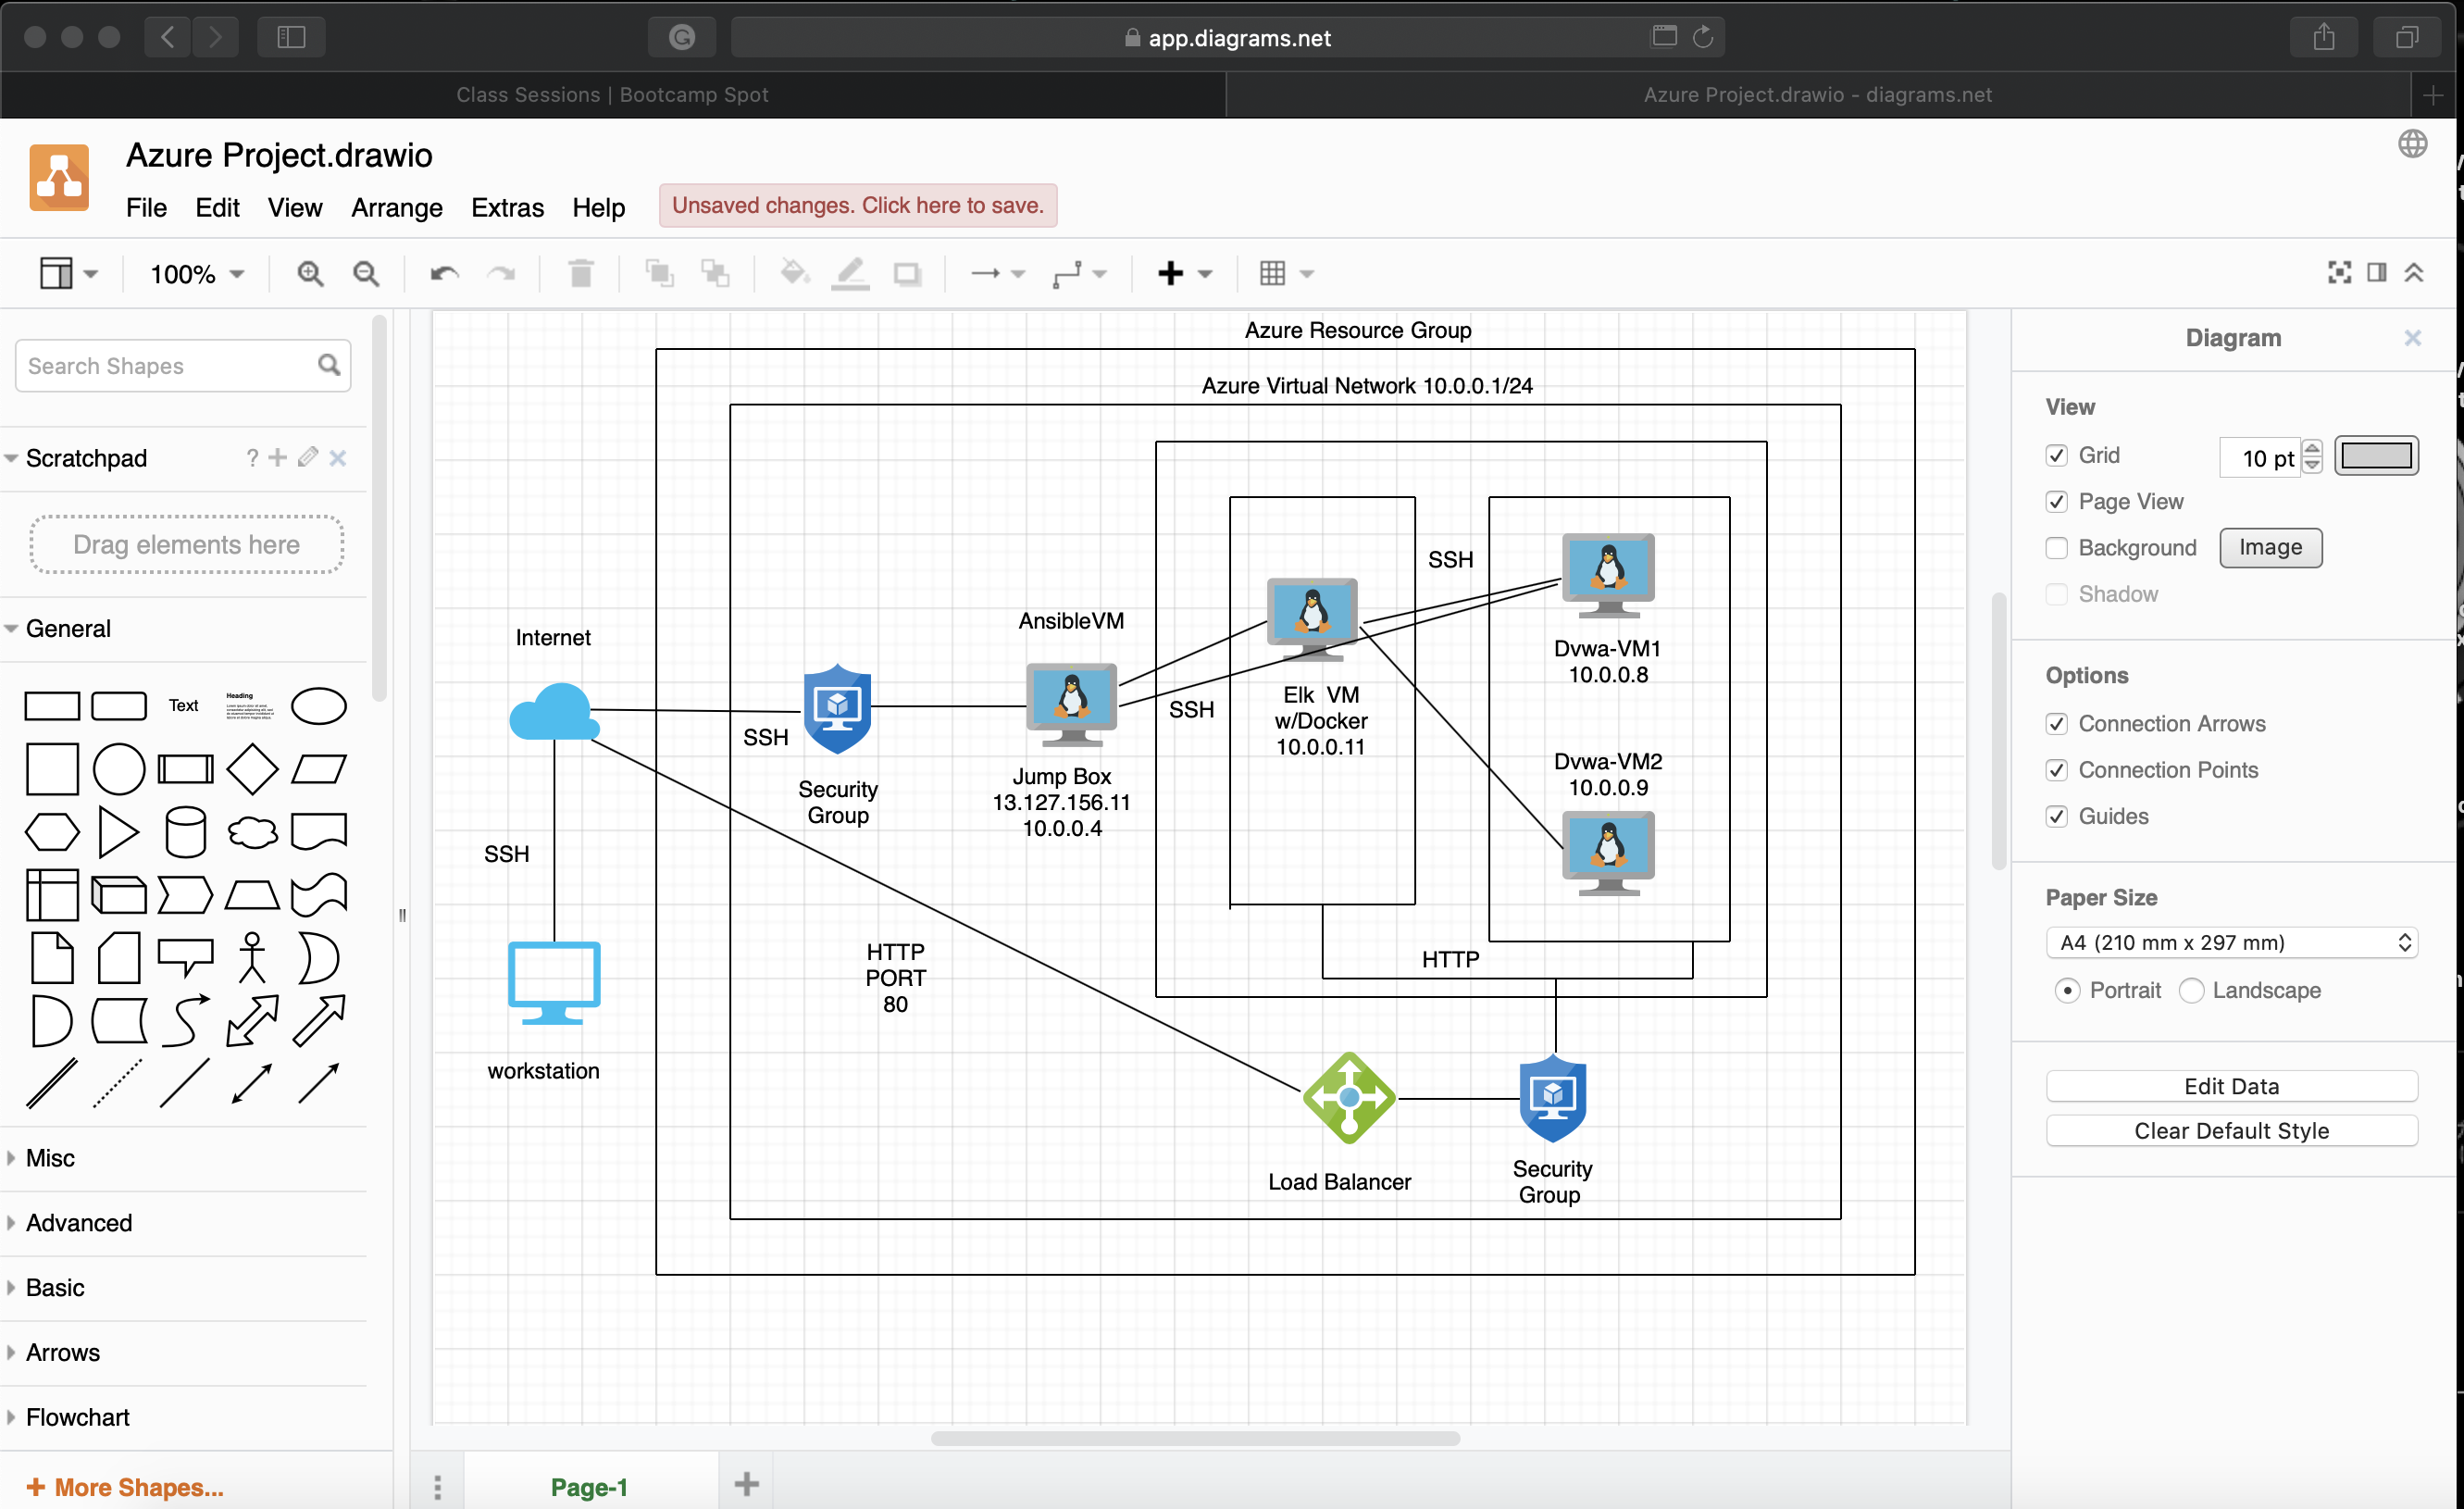 app.diagrams.net
Class Sessions | Bootcamp Spot
Azure Project.drawio - diagrams.net
Azure Project.drawio
File Edit View Arrange Extras Help
Unsaved changes. Click here to save.
100%
Search Shapes
Scratchpad
?
Drag elements here
General
Text
Heading
Misc
Advanced
Basic
Arrows
Flowchart
+ More Shapes...
Azure Resource Group
Azure Virtual Network 10.0.0.1/24
Internet
SSH
workstation
SSH
Security
Group
AnsibleVM
Jump Box
13.127.156.11
10.0.0.4
SSH
Elk VM
w/Docker
10.0.0.11
SSH
Dvwa-VM1
10.0.0.8
Dvwa-VM2
10.0.0.9
HTTP
HTTP
PORT
80
Load Balancer
Security
Group
Page-1
Diagram
View
Grid
10 pt
Page View
Background
Image
Shadow
Options
Connection Arrows
Connection Points
Guides
Paper Size
A4 (210 mm x 297 mm)
Portrait
Landscape
Edit Data
Clear Default Style